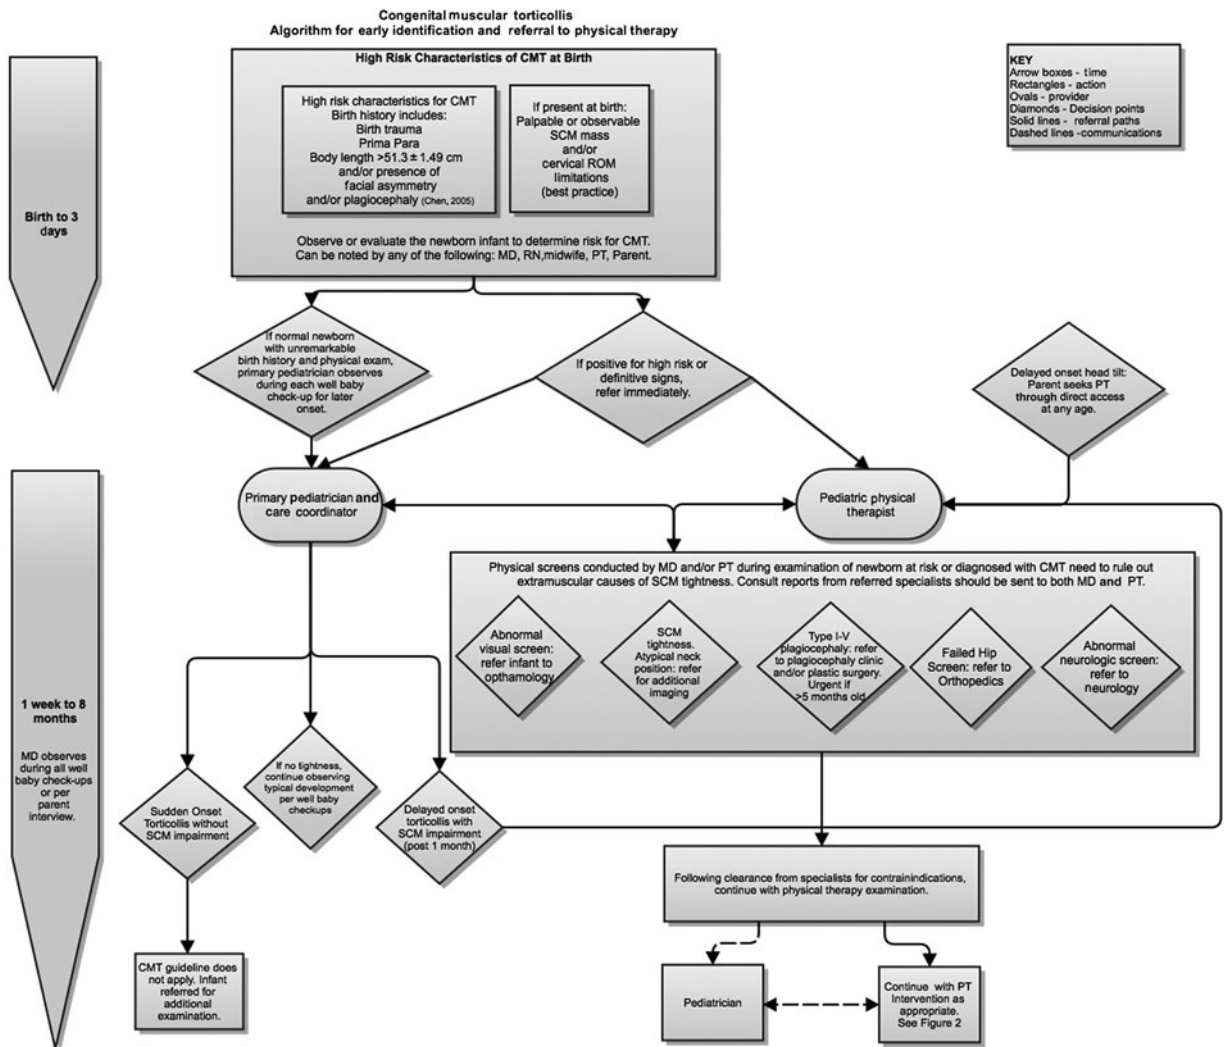 Congenital muscular torticollis
Algorithm for early identification and referral to physical therapy
High Risk Characteristics of CMT at Birth
High risk characteristics for CMT
Birth history includes:
Birth trauma
Prima Para
Body length >51.3 ± 1.49 cm
and/or presence of
facial asymmetry
and/or plagiocephaly (Chen, 2005)
If present at birth:
Palpable or observable
SCM mass
and/or
cervical ROM
limitations
(best practice)
Observe or evaluate the newborn infant to determine risk for CMT.
Can be noted by any of the following: MD, RN,midwife, PT, Parent.
KEY
Arrow boxes - time
Rectangles - action
Ovals - provider
Diamonds - Decision points
Solid lines - referral paths
Dashed lines -communications
Birth to 3
days
If normal newborn
with unremarkable
birth history and physical exam,
primary pediatrician observes
during each well baby
check-up for later
onset.
If positive for high risk or
definitive signs,
refer immediately.
Delayed onset head tilt:
Parent seeks PT
through direct access
at any age.
Primary pediatrician and
care coordinator
Pediatric physical
therapist
Physical screens conducted by MD and/or PT during examination of newborn at risk or diagnosed with CMT need to rule out
extramuscular causes of SCM tightness. Consult reports from referred specialists should be sent to both MD and PT.
Abnormal
visual screen:
refer infant to
opthamology
SCM
tightness.
Atypical neck
position: refer
for additional
imaging
Type I-V
plagiocephaly: refer
to plagiocephaly clinic
and/or plastic surgery.
Urgent if
>5 months old
Failed Hip
Screen: refer to
Orthopedics
Abnormal
neurologic screen:
refer to
neurology
1 week to 8
months
MD observes
during all well
baby check-ups
or per
parent
interview.
Sudden Onset
Torticollis without
SCM impairment
If no tightness,
continue observing
typical development
per well baby
checkups
Delayed onset
torticollis with
SCM impairment
(post 1 month)
Following clearance from specialists for contrainindications,
continue with physical therapy examination.
CMT guideline does
not apply. Infant
referred for
additional
examination.
Pediatrician
Continue with PT
Intervention as
appropriate.
See Figure 2